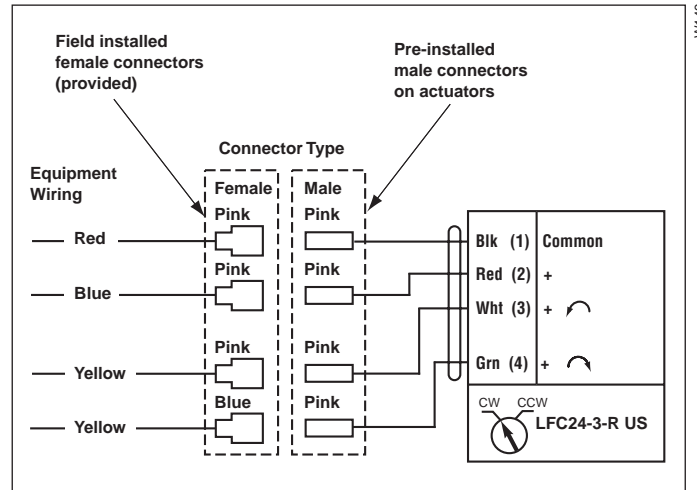 Field installed
female connectors
(provided)
Pre-installed
male connectors
on actuators
Connector Type
Equipment
Wiring
Female
Male
Pink
Pink
Red
Blk (1) Common
Pink
Pink
Blue
Red (2) +
Wht (3) +
Pink
Pink
Yellow
Grn (4) +
Blue
Pink
Yellow
CW
CCW
LFC24-3-R US